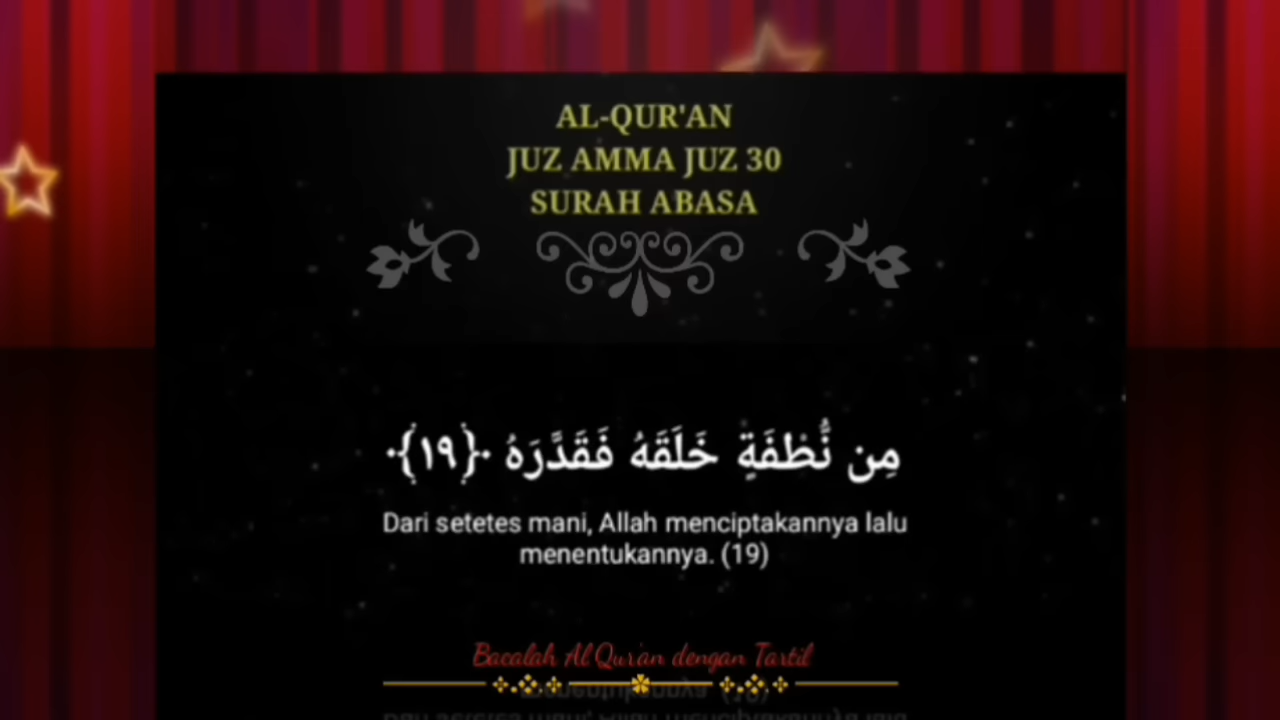 AL-QUR'AN
JUZ AMMA JUZ 30
SURAH ABASA
مِن نُّطْفَةٍ خَلَقَهُ فَقَدَّرَهُ ﴿١٩﴾
Dari setetes mani, Allah menciptakannya lalu
menentukannya. (19)
Bacalah Al Qur'an dengan Tartil